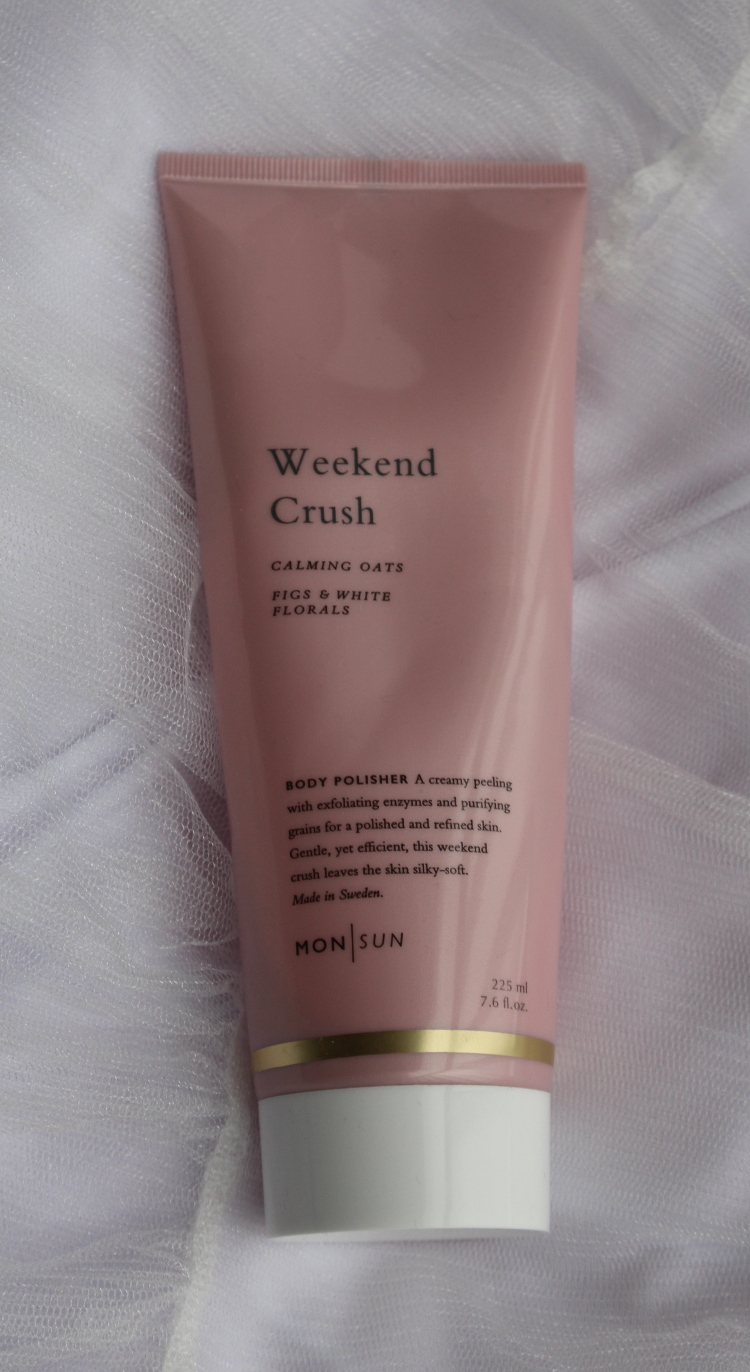 Weekend
Crush
CALMING OATS
FIGS & WHITE
FLORALS
BODY POLISHER A creamy peeling
with exfoliating enzymes and purifying
grains for a polished and refined skin.
Gentle, yet efficient, this weekend
crush leaves the skin silky-soft.
Made in Sweden.
MON|SUN
225 ml
7.6 fl.oz.